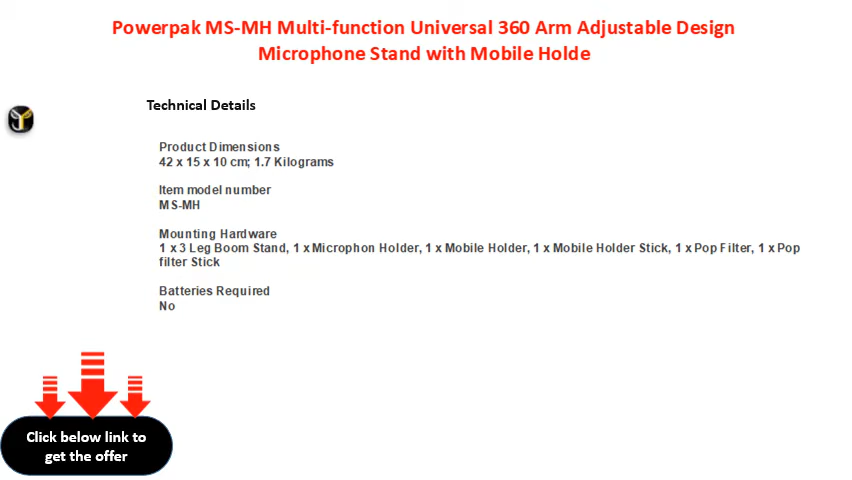 Powerpak MS-MH Multi-function Universal 360 Arm Adjustable Design
Microphone Stand with Mobile Holde
Technical Details
Product Dimensions
42 x 15 x 10 cm; 1.7 Kilograms
Item model number
MS-MH
Mounting Hardware
1 x 3 Leg Boom Stand, 1 x Microphon Holder, 1 x Mobile Holder, 1 x Mobile Holder Stick, 1 x Pop Filter, 1 x Pop
filter Stick
Batteries Required
No
Click below link to
get the offer